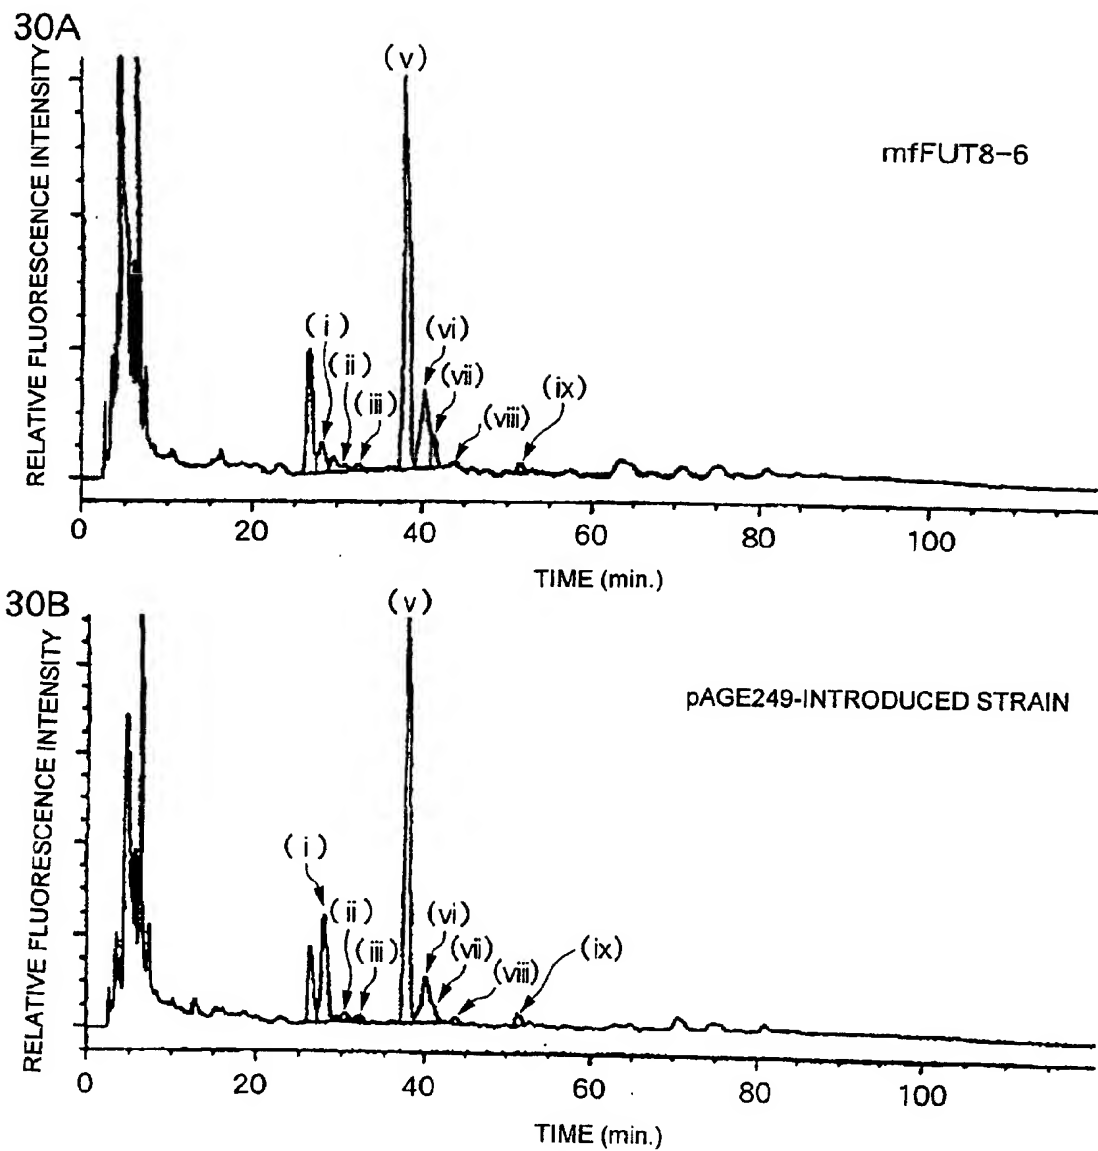 30A
(v)
mfFUT8-6
RELATIVE FLUORESCENCE INTENSITY
(i)
(ii)
(iii)
(vi)
(vii)
(viii)
(ix)
0 20 40 60 80 100
TIME (min.)
30B
(v)
pAGE249-INTRODUCED STRAIN
RELATIVE FLUORESCENCE INTENSITY
(i)
(ii)
(iii)
(vi)
(vii)
(viii)
(ix)
0 20 40 60 80 100
TIME (min.)